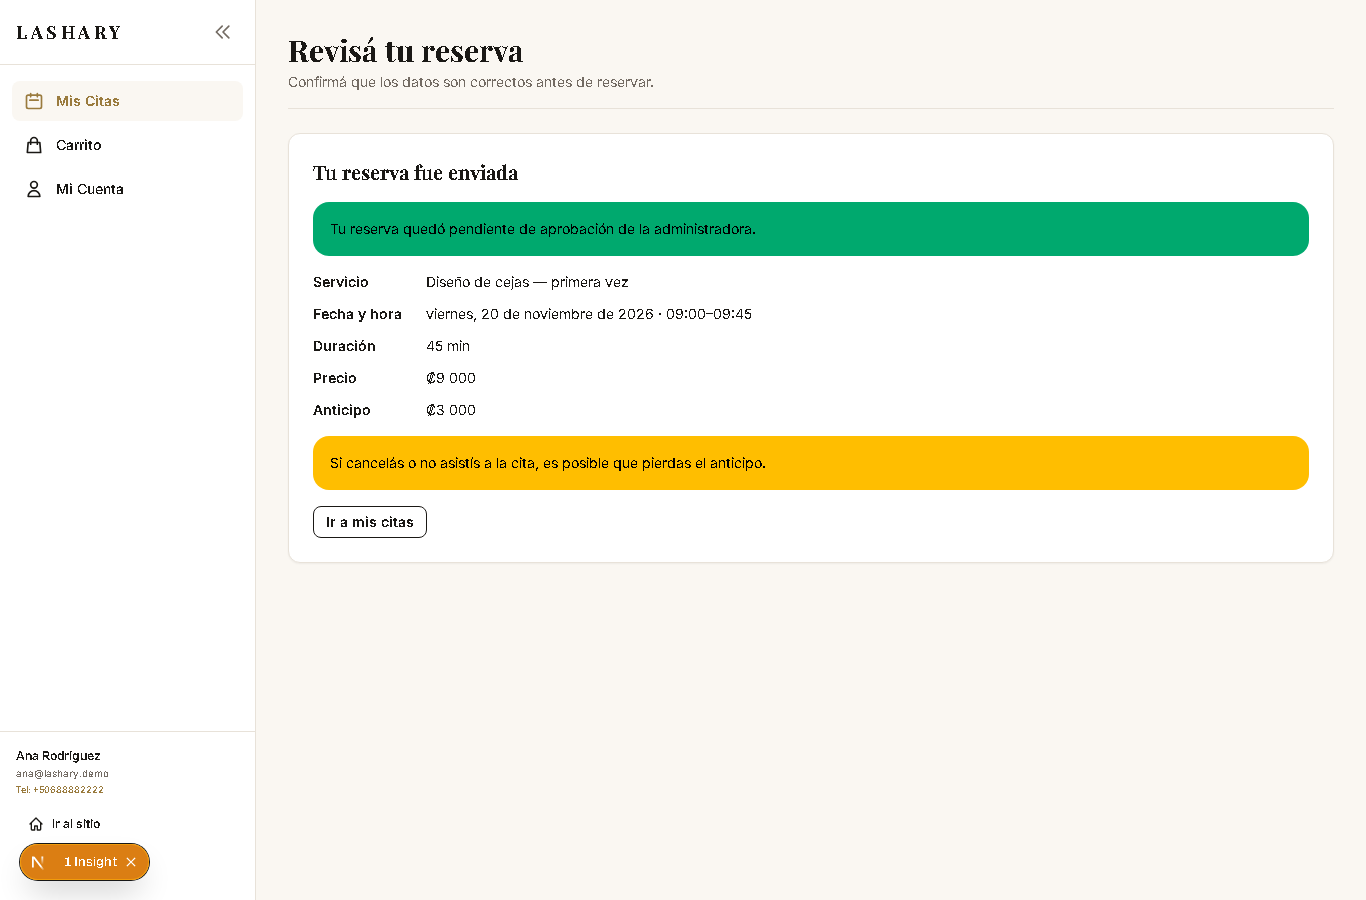 LASHARY
Mis Citas
Carrito
Mi Cuenta
Ana Rodríguez
ana@lashary.demo
Tel: +50688882222
Ir al sitio
1 Insight
Revisá tu reserva
Confirmá que los datos son correctos antes de reservar.
Tu reserva fue enviada
Tu reserva quedó pendiente de aprobación de la administradora.
Servicio Diseño de cejas — primera vez
Fecha y hora viernes, 20 de noviembre de 2026 · 09:00–09:45
Duración 45 min
Precio ₡9 000
Anticipo ₡3 000
Si cancelás o no asistís a la cita, es posible que pierdas el anticipo.
Ir a mis citas